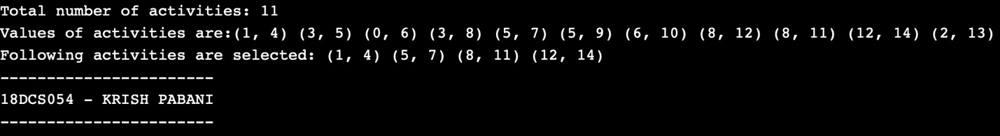 Total number of activities: 11
Values of activities are:(1, 4) (3, 5) (0, 6) (3, 8) (5, 7) (5, 9) (6, 10) (8, 12) (8, 11) (12, 14) (2, 13)
Following activities are selected: (1, 4) (5, 7) (8, 11) (12, 14)
-----------------------
18DCS054 - KRISH PABANI
-----------------------